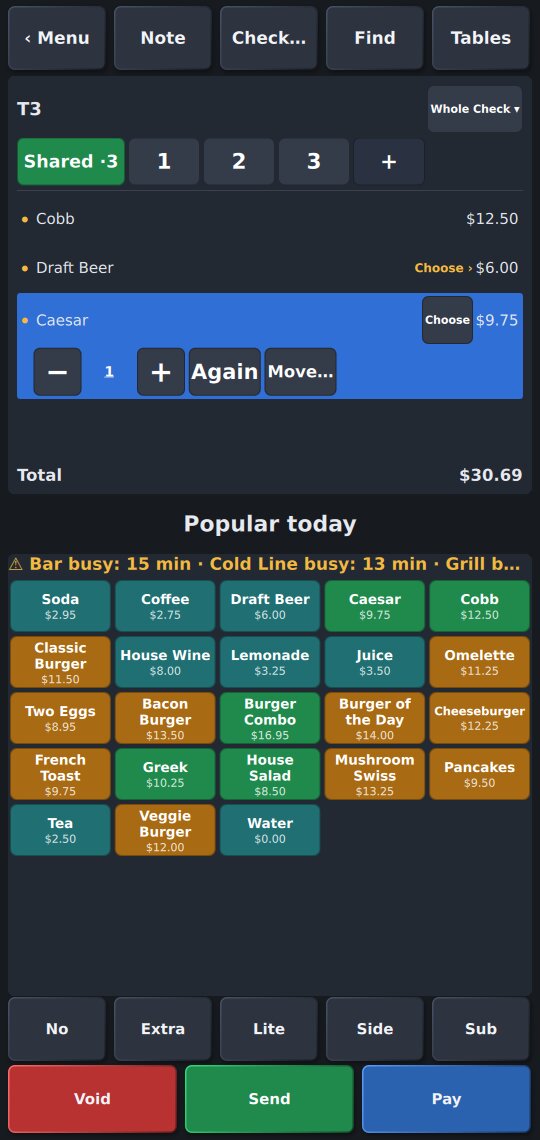 ‹ Menu Note Check... Find Tables
T3 Whole Check ▾
Shared ·3 1 2 3 +
• Cobb $12.50
• Draft Beer Choose › $6.00
• Caesar Choose $9.75
− 1 + Again Move...
Total $30.69
Popular today
⚠ Bar busy: 15 min · Cold Line busy: 13 min · Grill b...
Soda
$2.95
Coffee
$2.75
Draft Beer
$6.00
Caesar
$9.75
Cobb
$12.50
Classic
Burger
$11.50
House Wine
$8.00
Lemonade
$3.25
Juice
$3.50
Omelette
$11.25
Two Eggs
$8.95
Bacon
Burger
$13.50
Burger
Combo
$16.95
Burger of
the Day
$14.00
Cheeseburger
$12.25
French
Toast
$9.75
Greek
$10.25
House
Salad
$8.50
Mushroom
Swiss
$13.25
Pancakes
$9.50
Tea
$2.50
Veggie
Burger
$12.00
Water
$0.00
No Extra Lite Side Sub
Void Send Pay